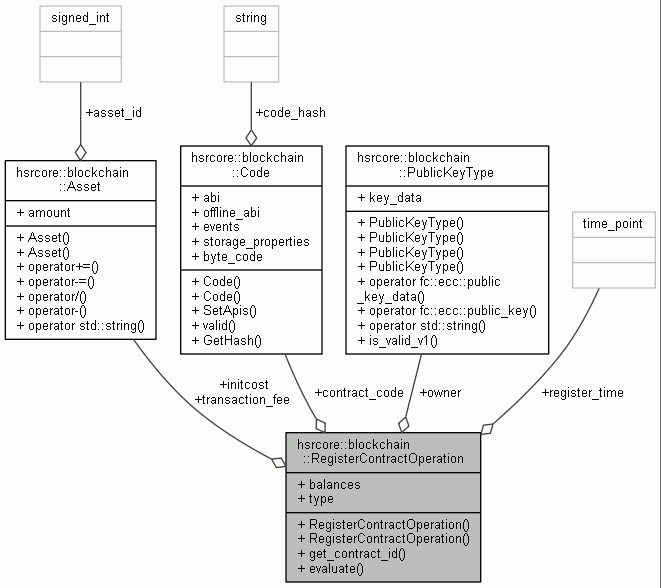 signed_int
string
+asset_id
+code_hash
hsrcore::blockchain
::Asset
+ amount
+ Asset()
+ Asset()
+ operator+=()
+ operator-=()
+ operator/()
+ operator-()
+ operator std::string()
hsrcore::blockchain
::Code
+ abi
+ offline_abi
+ events
+ storage_properties
+ byte_code
+ Code()
+ Code()
+ SetApis()
+ valid()
+ GetHash()
hsrcore::blockchain
::PublicKeyType
+ key_data
+ PublicKeyType()
+ PublicKeyType()
+ PublicKeyType()
+ PublicKeyType()
+ operator fc::ecc::public
_key_data()
+ operator fc::ecc::public_key()
+ operator std::string()
+ is_valid_v1()
time_point
+initcost
+transaction_fee
+contract_code
+owner
+register_time
hsrcore::blockchain
::RegisterContractOperation
+ balances
+ type
+ RegisterContractOperation()
+ RegisterContractOperation()
+ get_contract_id()
+ evaluate()